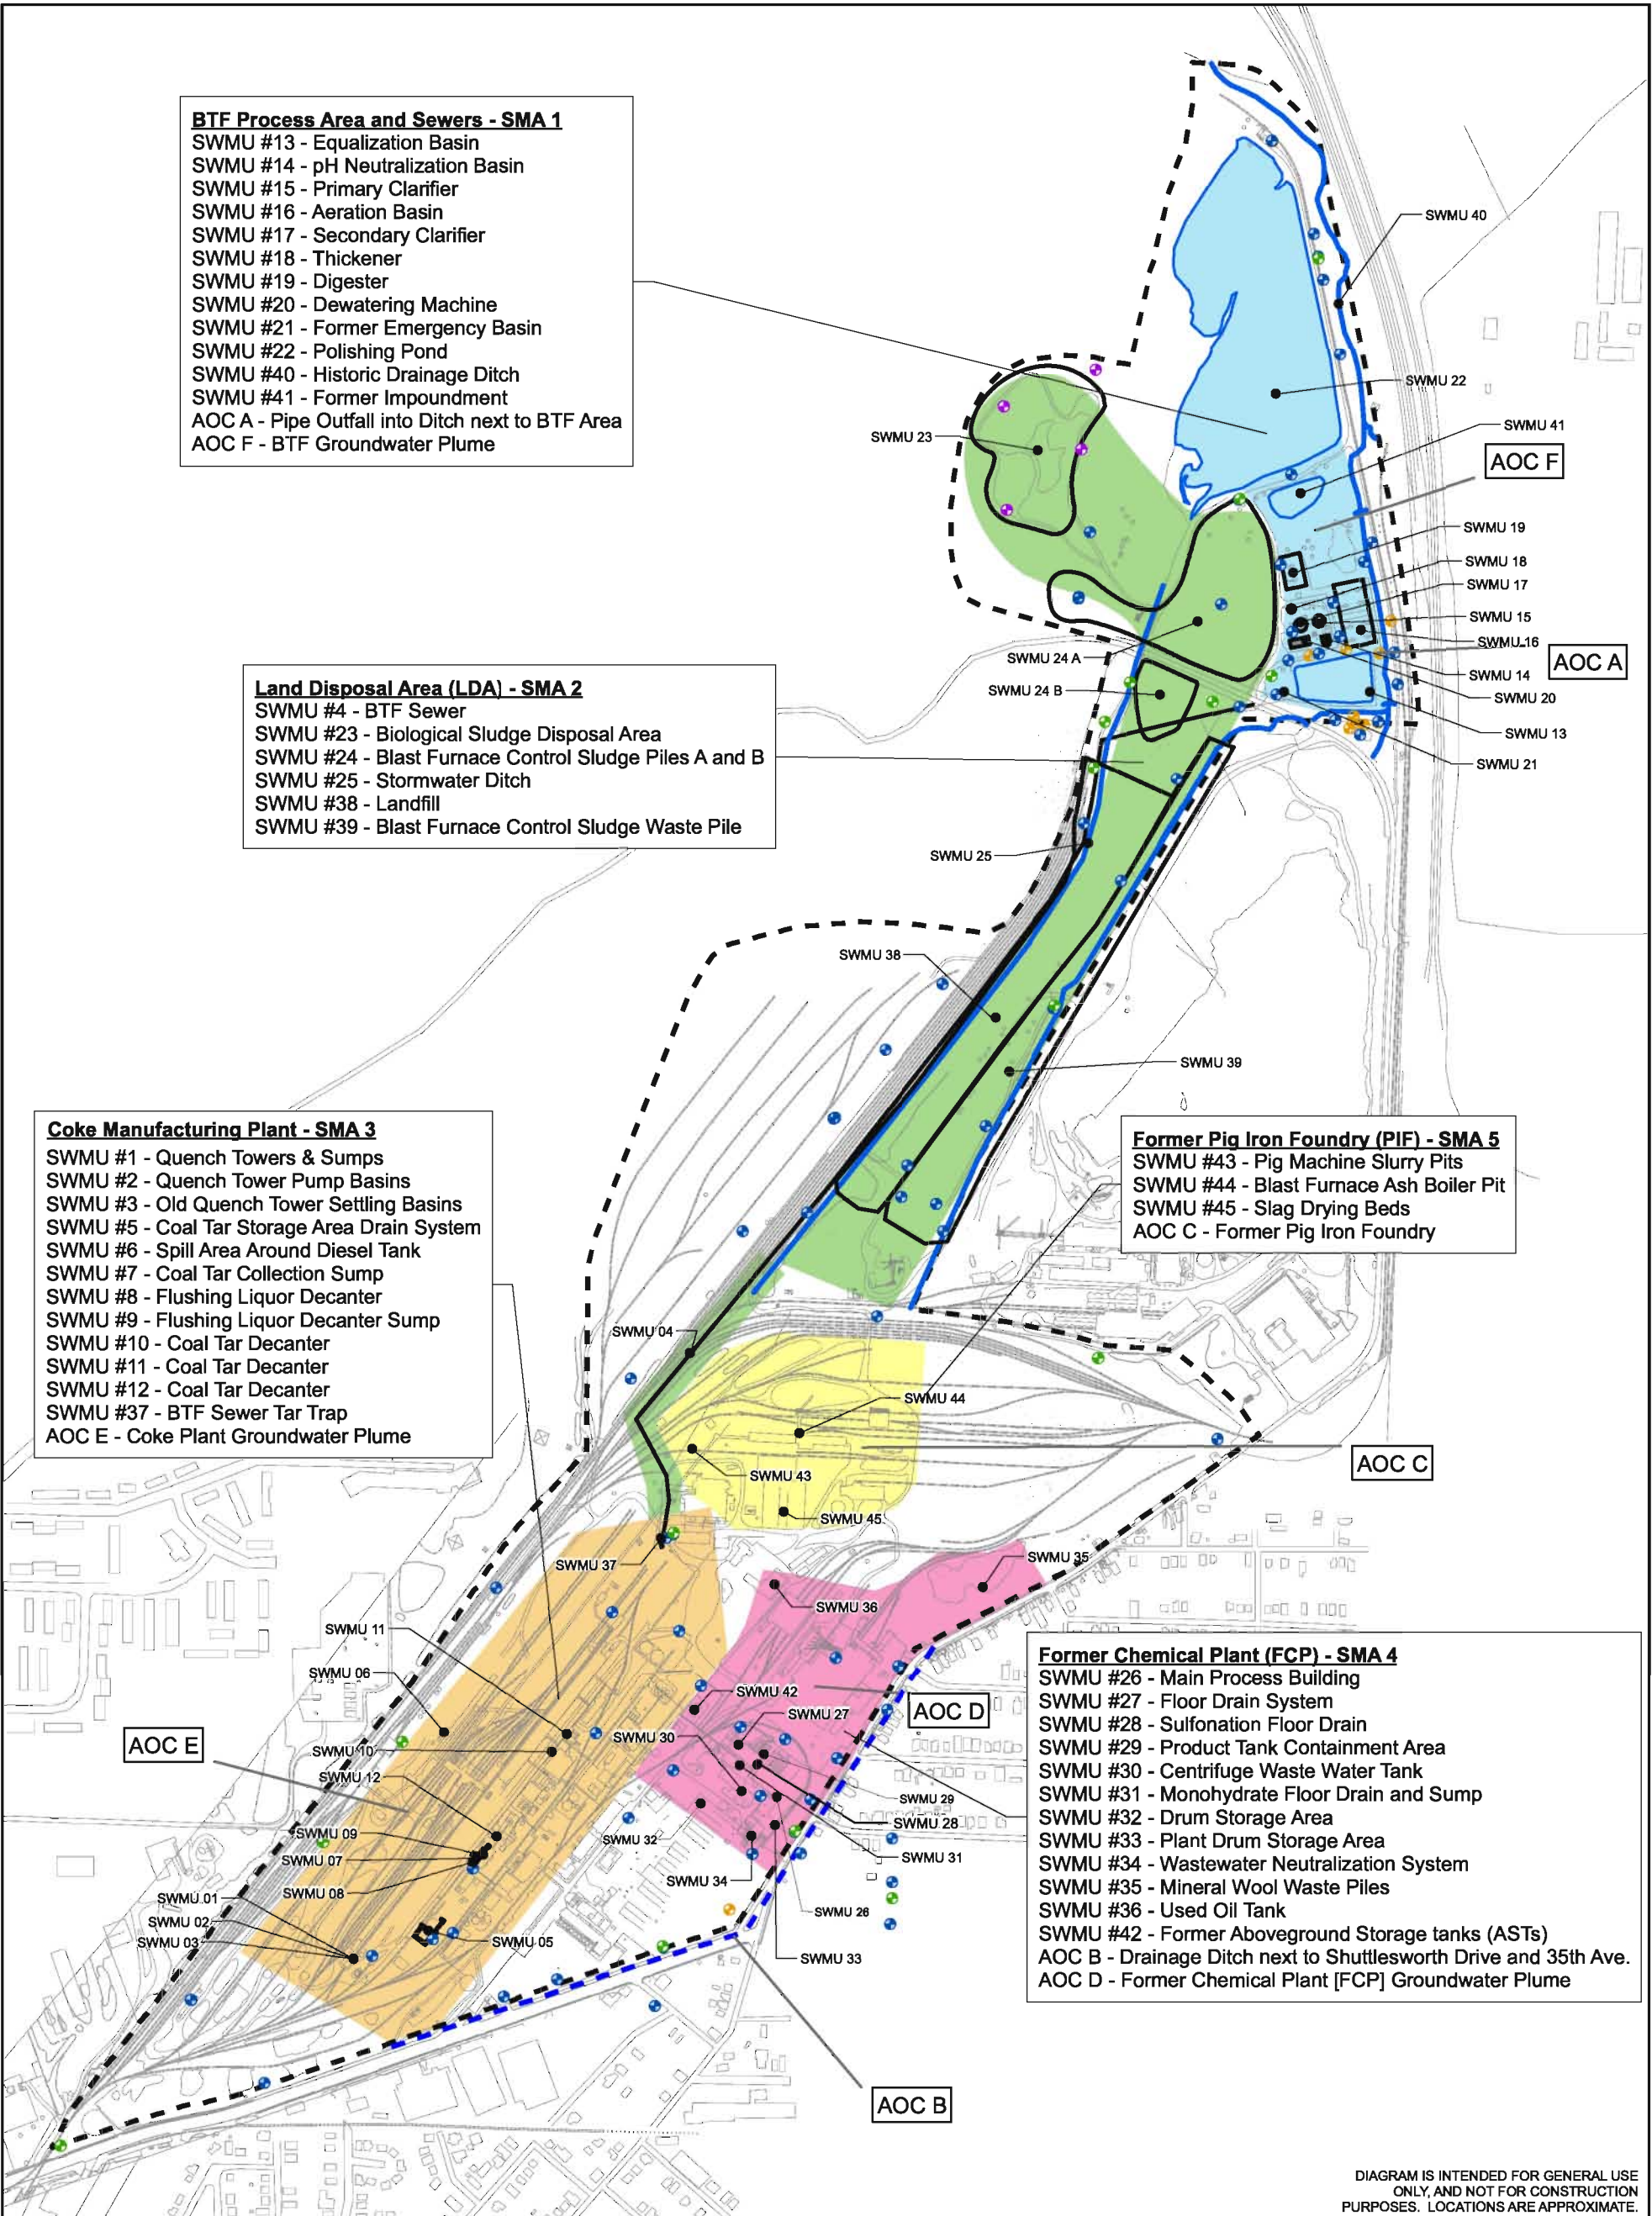 BTF Process Area and Sewers - SMA 1
SWMU #13 - Equalization Basin
SWMU #14 - pH Neutralization Basin
SWMU #15 - Primary Clarifier
SWMU #16 - Aeration Basin
SWMU #17 - Secondary Clarifier
SWMU #18 - Thickener
SWMU #19 - Digester
SWMU #20 - Dewatering Machine
SWMU #21 - Former Emergency Basin
SWMU #22 - Polishing Pond
SWMU #40 - Historic Drainage Ditch
SWMU #41 - Former Impoundment
AOC A - Pipe Outfall into Ditch next to BTF Area
AOC F - BTF Groundwater Plume
SWMU 40
SWMU 22
SWMU 41
AOC F
SWMU 23
SWMU 19
SWMU 18
SWMU 17
SWMU 15
SWMU 16
AOC A
SWMU 14
SWMU 20
SWMU 13
SWMU 21
SWMU 24 A
SWMU 24 B
Land Disposal Area (LDA) - SMA 2
SWMU #4 - BTF Sewer
SWMU #23 - Biological Sludge Disposal Area
SWMU #24 - Blast Furnace Control Sludge Piles A and B
SWMU #25 - Stormwater Ditch
SWMU #38 - Landfill
SWMU #39 - Blast Furnace Control Sludge Waste Pile
SWMU 25
SWMU 38
SWMU 39
Coke Manufacturing Plant - SMA 3
SWMU #1 - Quench Towers & Sumps
SWMU #2 - Quench Tower Pump Basins
SWMU #3 - Old Quench Tower Settling Basins
SWMU #5 - Coal Tar Storage Area Drain System
SWMU #6 - Spill Area Around Diesel Tank
SWMU #7 - Coal Tar Collection Sump
SWMU #8 - Flushing Liquor Decanter
SWMU #9 - Flushing Liquor Decanter Sump
SWMU #10 - Coal Tar Decanter
SWMU #11 - Coal Tar Decanter
SWMU #12 - Coal Tar Decanter
SWMU #37 - BTF Sewer Tar Trap
AOC E - Coke Plant Groundwater Plume
Former Pig Iron Foundry (PIF) - SMA 5
SWMU #43 - Pig Machine Slurry Pits
SWMU #44 - Blast Furnace Ash Boiler Pit
SWMU #45 - Slag Drying Beds
AOC C - Former Pig Iron Foundry
SWMU 04
SWMU 44
AOC C
SWMU 43
SWMU 45
SWMU 37
SWMU 35
SWMU 36
SWMU 11
SWMU 06
SWMU 42
SWMU 27
AOC D
SWMU 30
AOC E
SWMU 10
SWMU 12
SWMU 29
SWMU 28
SWMU 09
SWMU 32
SWMU 07
SWMU 31
SWMU 08
SWMU 34
SWMU 01
SWMU 02
SWMU 03
SWMU 05
SWMU 26
SWMU 33
Former Chemical Plant (FCP) - SMA 4
SWMU #26 - Main Process Building
SWMU #27 - Floor Drain System
SWMU #28 - Sulfonation Floor Drain
SWMU #29 - Product Tank Containment Area
SWMU #30 - Centrifuge Waste Water Tank
SWMU #31 - Monohydrate Floor Drain and Sump
SWMU #32 - Drum Storage Area
SWMU #33 - Plant Drum Storage Area
SWMU #34 - Wastewater Neutralization System
SWMU #35 - Mineral Wool Waste Piles
SWMU #36 - Used Oil Tank
SWMU #42 - Former Aboveground Storage tanks (ASTs)
AOC B - Drainage Ditch next to Shuttlesworth Drive and 35th Ave.
AOC D - Former Chemical Plant [FCP] Groundwater Plume
AOC B
DIAGRAM IS INTENDED FOR GENERAL USE
ONLY, AND NOT FOR CONSTRUCTION
PURPOSES. LOCATIONS ARE APPROXIMATE.